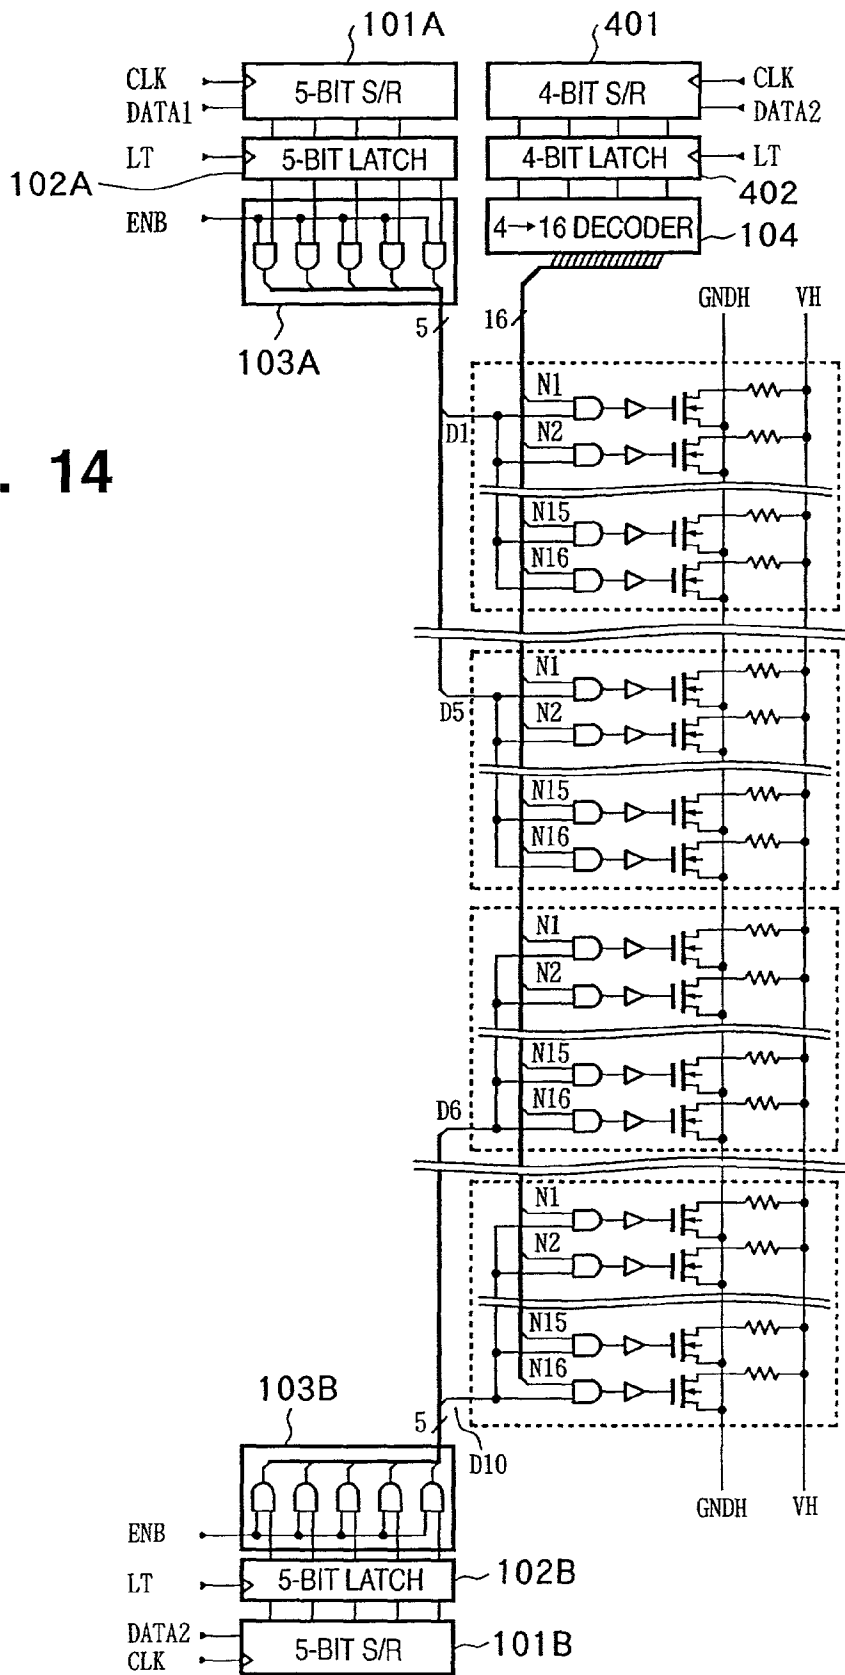 101A 401
CLK 5-BIT S/R 4-BIT S/R CLK
DATA1 DATA2
LT 5-BIT LATCH 4-BIT LATCH LT
102A 402
ENB 4→16 DECODER 104
103A 5 16 GNDH VH
N1
D1 N2
. 14
N15
N16
N1
D5 N2
N15
N16
N1
N2
N15
D6 N16
N1
N2
N15
N16
103B 5 D10
GNDH VH
ENB
LT 5-BIT LATCH 102B
DATA2 5-BIT S/R 101B
CLK